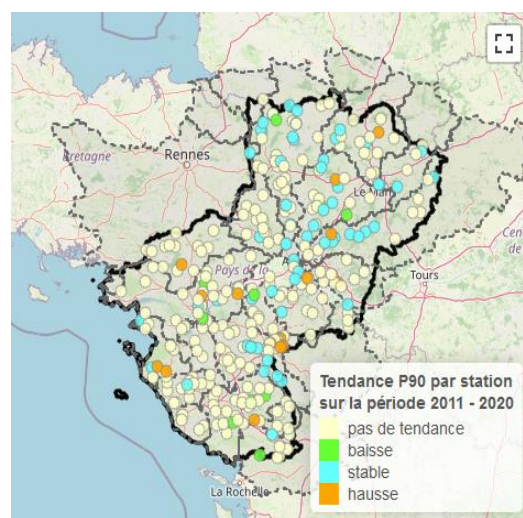 Rennes
Bretagne
Le Man
Pays de la
Tours
La Rochelle
Tendance P90 par station
sur la période 2011 - 2020
pas de tendance
baisse
stable
hausse